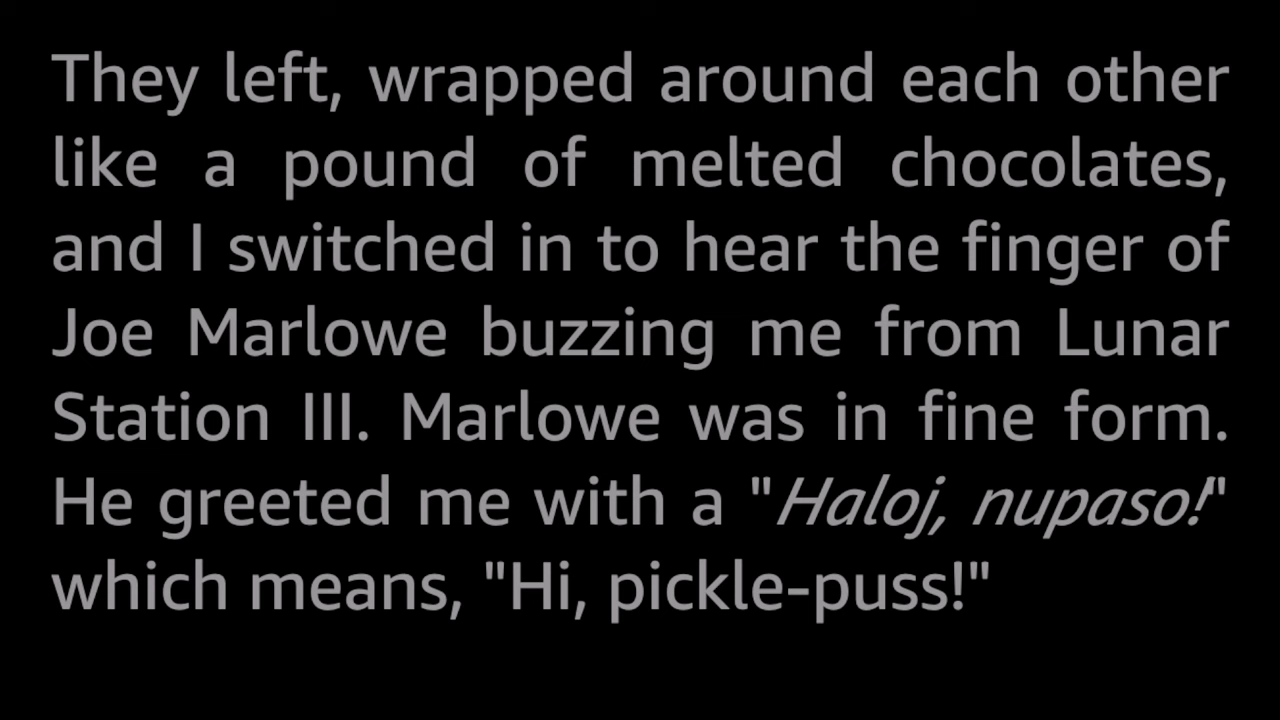 They left, wrapped around each other
like a pound of melted chocolates,
and I switched in to hear the finger of
Joe Marlowe buzzing me from Lunar
Station III. Marlowe was in fine form.
He greeted me with a "Haloj, nupaso!"
which means, "Hi, pickle-puss!"